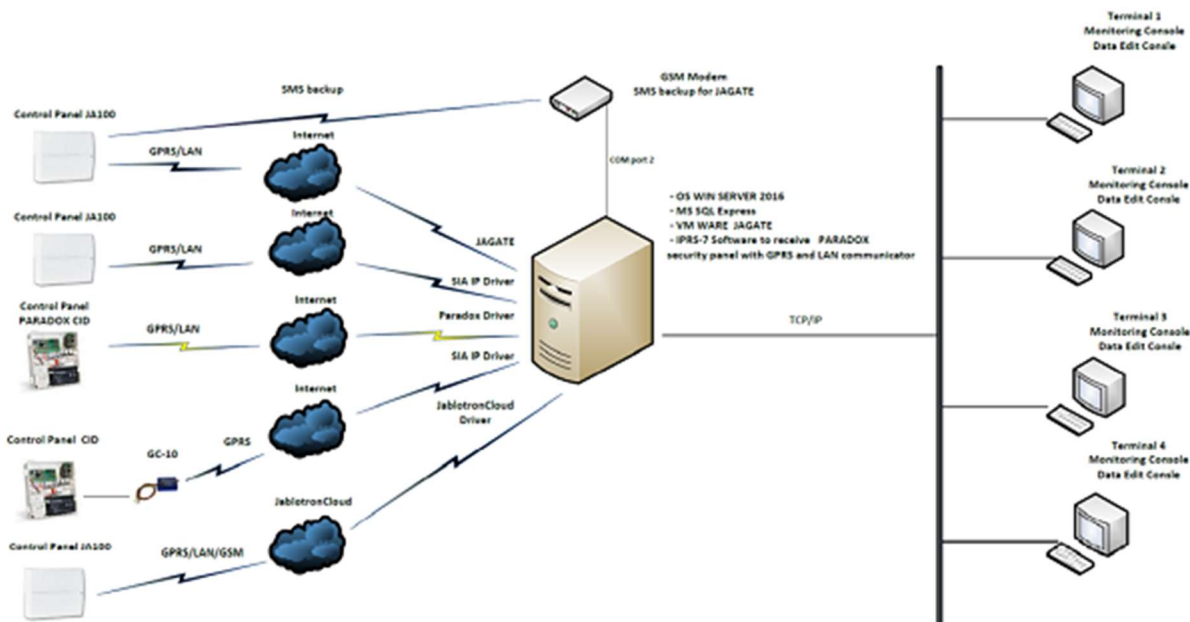 Terminal 1
Monitoring Console
Data Edit Consle
GSM Modem
SMS backup for JAGATE
SMS backup
Control Panel JA100
GPRS/LAN
Internet
COM port 2
Terminal 2
Monitoring Console
Data Edit Consle
- OS WIN SERVER 2016
- MS SQL Express
- VM WARE JAGATE
- IPRS-7 Software to receive PARADOX
security panel with GPRS and LAN communicator
Control Panel JA100
Internet
GPRS/LAN
JAGATE
SIA IP Driver
Control Panel
PARADOX CID
GPRS/LAN
Internet
Paradox Driver
TCP/IP
Terminal 3
Monitoring Console
Data Edit Consle
SIA IP Driver
Internet
JablotronCloud
Driver
Control Panel CID
GC-10
GPRS
Terminal 4
Monitoring Console
Data Edit Consle
JablotronCloud
Control Panel JA100
GPRS/LAN/GSM